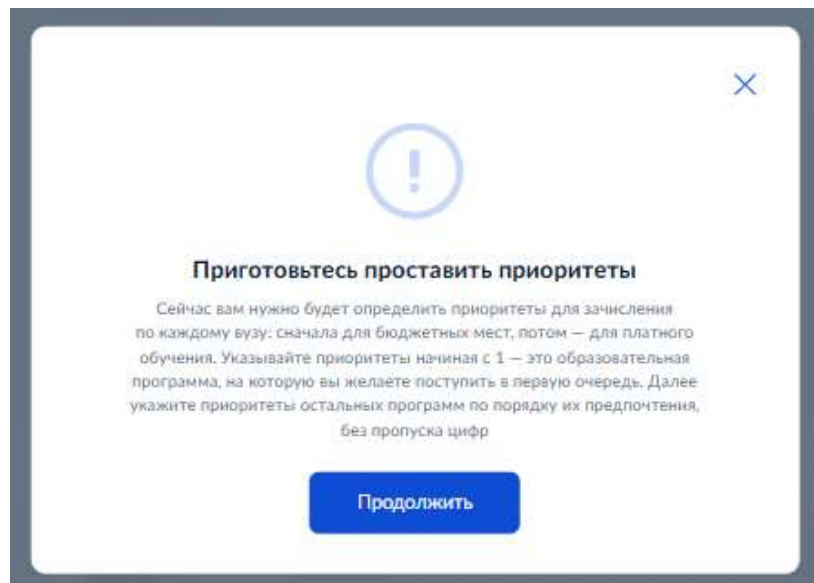 Приготовьтесь проставить приоритеты
Сейчас вам нужно будет определить приоритеты для зачисления
по каждому вузу: сначала для бюджетных мест, потом — для платного
обучения. Указывайте приоритеты начиная с 1 — это образовательная
программа, на которую вы желаете поступить в первую очередь. Далее
укажите приоритеты остальных программ по порядку их предпочтения,
без пропуска цифр
Продолжить